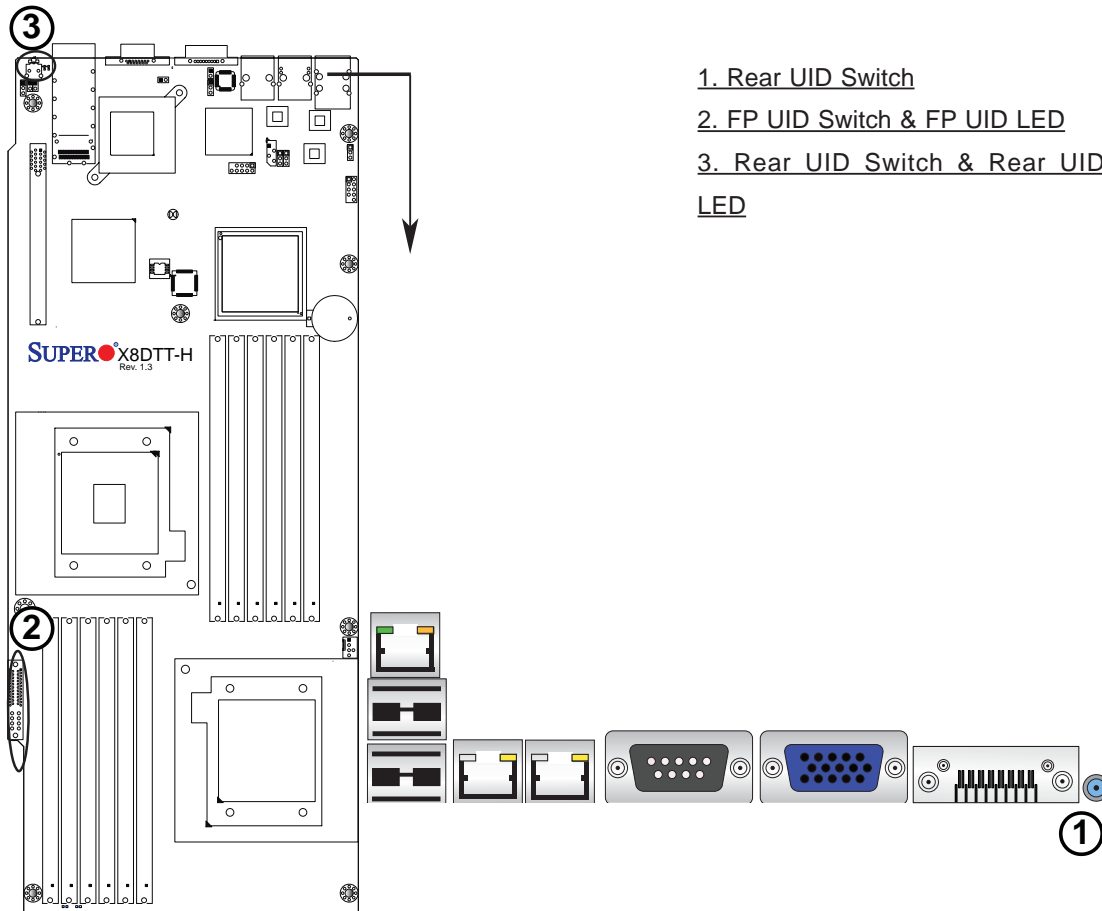 3
1. Rear UID Switch
2. FP UID Switch & FP UID LED
3. Rear UID Switch & Rear UID
LED
SUPER X8DTT-H
Rev. 1.3
2
1